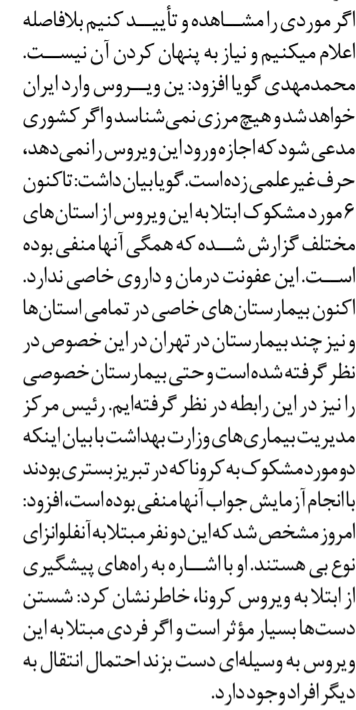 اگر موردی را مشاهده و تأیید کنیم بلافاصله
اعلام میکنیم و نیاز به پنهان کردن آن نیست.
محمدمهدی گویا افزود: ین ویروس وارد ایران
خواهد شد و هیچ مرزی نمی‌شناسد و اگر کشوری
مدعی شود که اجازه ورود این ویروس را نمی‌دهد،
حرف غیر علمی زده است. گویا بیان داشت: تاکنون
۶ مورد مشکوک ابتلا به این ویروس از استان‌های
مختلف گزارش شده که همگی آنها منفی بوده
است. این عفونت درمان و داروی خاصی ندارد.
اکنون بیمارستان‌های خاصی در تمامی استان‌ها
و نیز چند بیمارستان در تهران در این خصوص در
نظر گرفته شده است و حتی بیمارستان خصوصی
را نیز در این رابطه در نظر گرفته‌ایم. رئیس مرکز
مدیریت بیماری‌های وزارت بهداشت با بیان اینکه
دو مورد مشکوک به کرونا که در تبریز بستری بودند
با انجام آزمایش جواب آنها منفی بوده است، افزود:
امروز مشخص شد که این دو نفر مبتلا به آنفلوانزای
نوع بی هستند. او با اشاره به راه‌های پیشگیری
از ابتلا به ویروس کرونا، خاطر نشان کرد: شستن
دست‌ها بسیار مؤثر است و اگر فردی مبتلا به این
ویروس به وسیله‌ای دست بزند احتمال انتقال به
دیگر افراد وجود دارد.